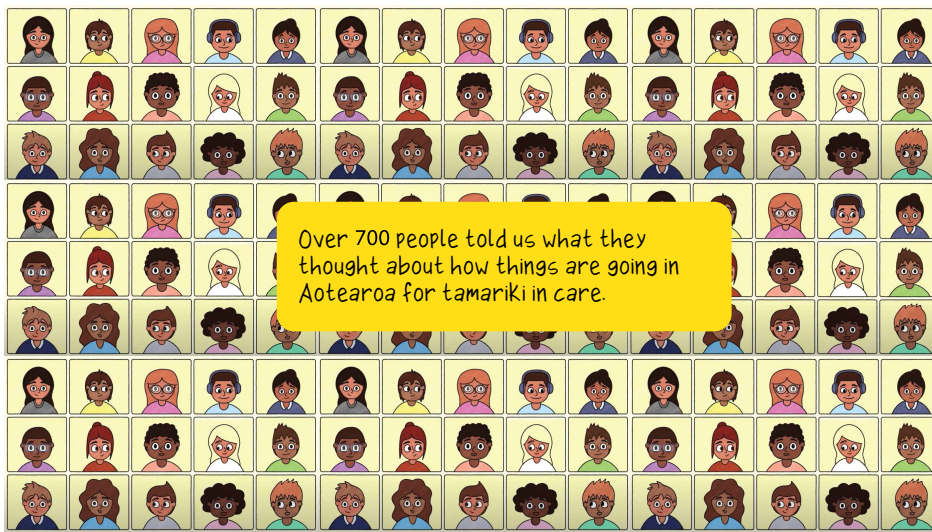 Over 700 people told us what they
thought about how things are going in
Aotearoa for tamariki in care.